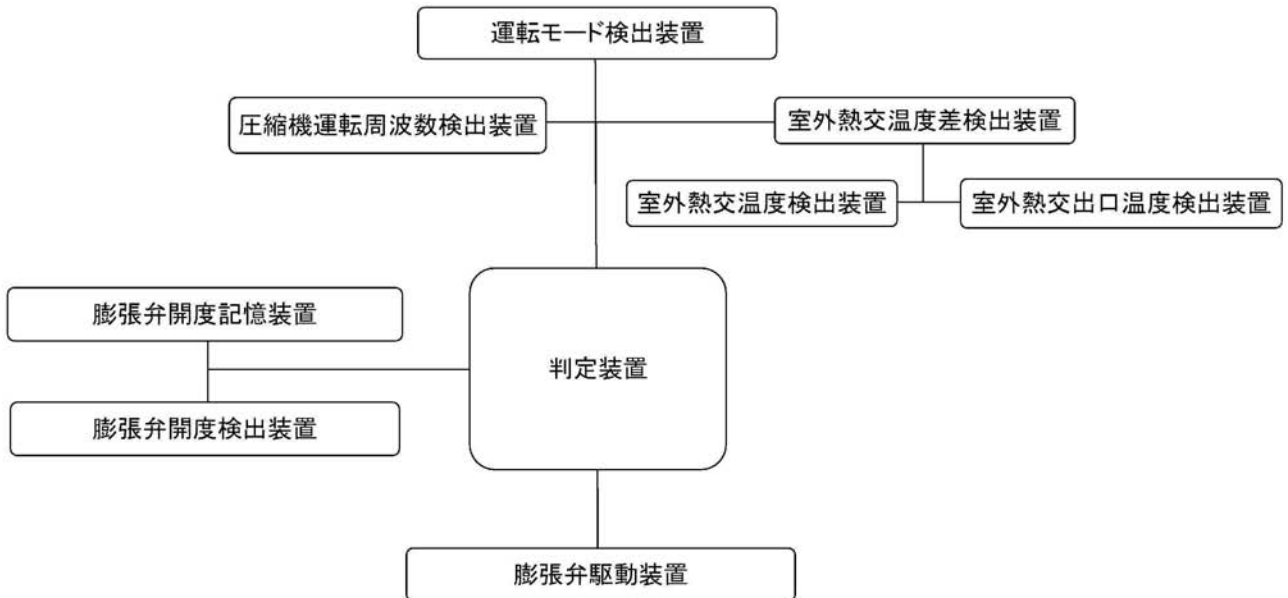 運転モード検出装置
圧縮機運転周波数検出装置
室外熱交温度差検出装置
室外熱交温度検出装置
室外熱交出口温度検出装置
膨張弁開度記憶装置
判定装置
膨張弁開度検出装置
膨張弁駆動装置